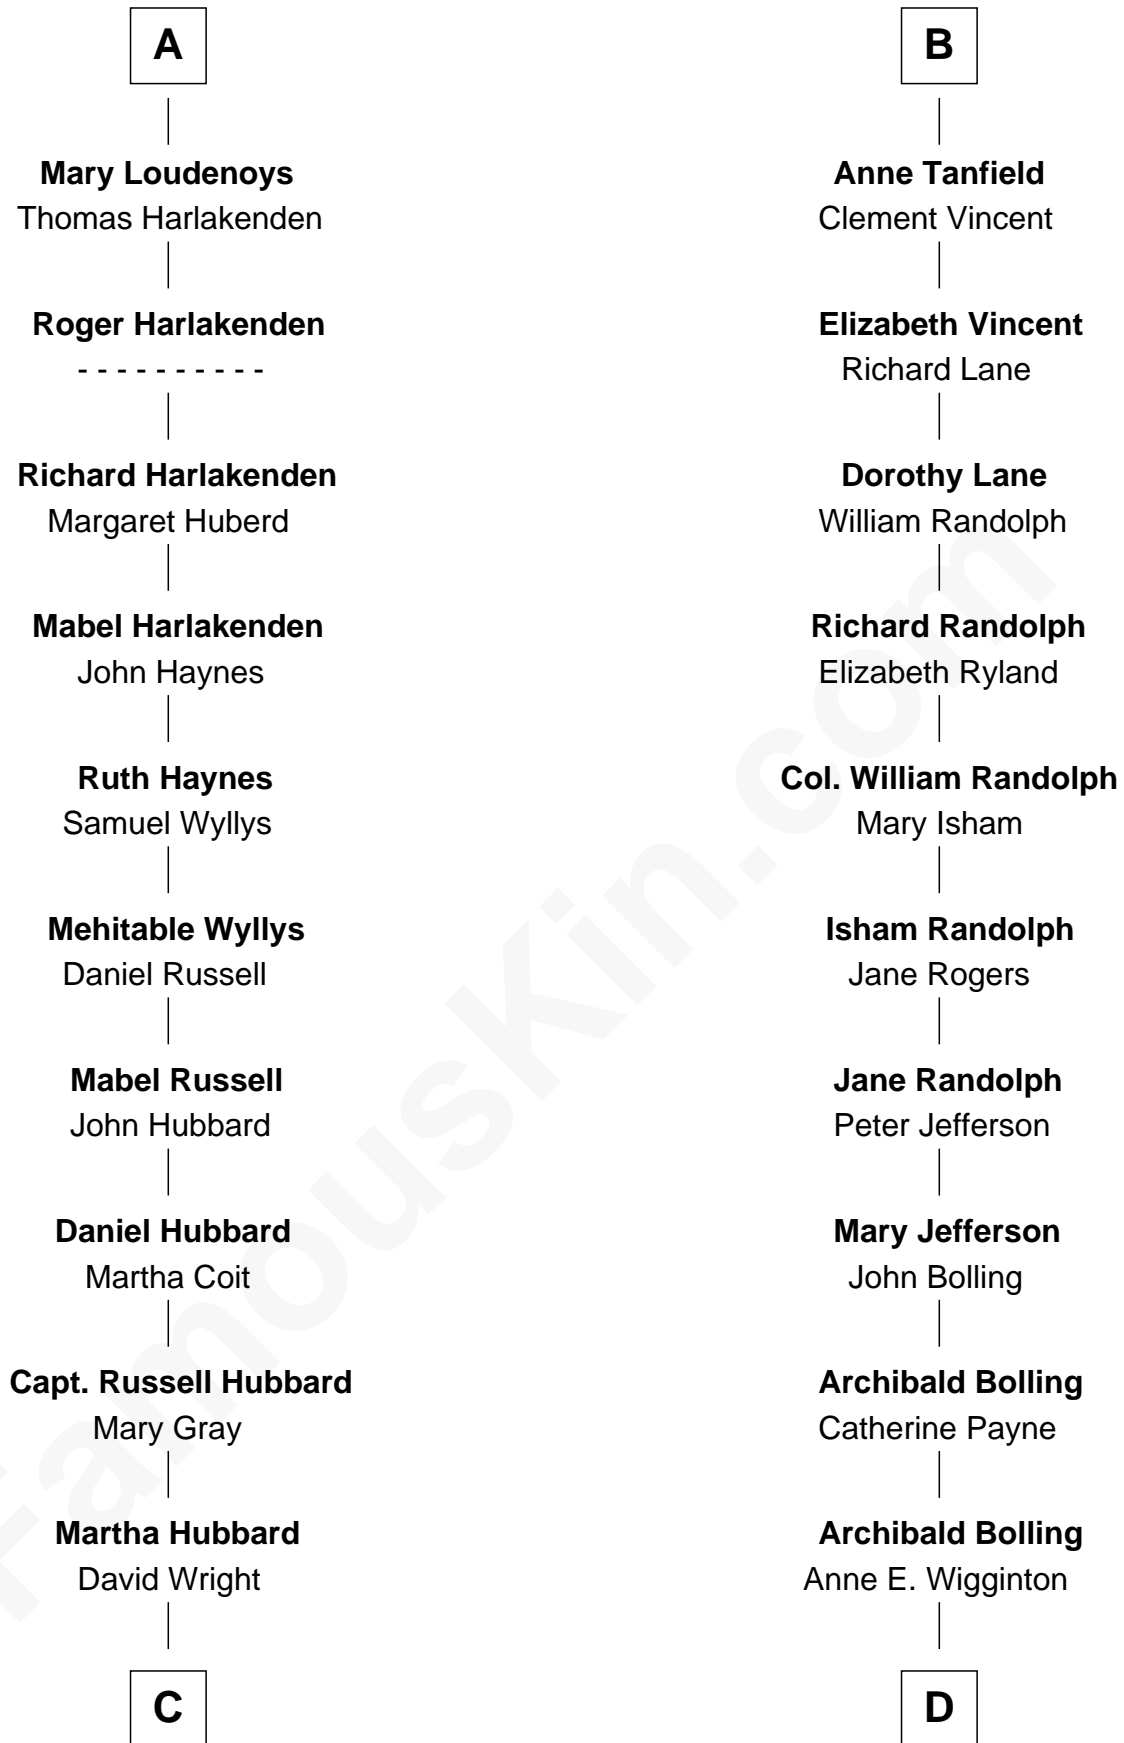 A
Mary Loudenoys
Thomas Harlakenden
Roger Harlakenden
- - - - - - - - - -
Richard Harlakenden
Margaret Huberd
Mabel Harlakenden
John Haynes
Ruth Haynes
Samuel Wyllys
Mehitable Wyllys
Daniel Russell
Mabel Russell
John Hubbard
Daniel Hubbard
Martha Coit
Capt. Russell Hubbard
Mary Gray
Martha Hubbard
David Wright
C
B
Anne Tanfield
Clement Vincent
Elizabeth Vincent
Richard Lane
Dorothy Lane
William Randolph
Richard Randolph
Elizabeth Ryland
Col. William Randolph
Mary Isham
Isham Randolph
Jane Rogers
Jane Randolph
Peter Jefferson
Mary Jefferson
John Bolling
Archibald Bolling
Catherine Payne
Archibald Bolling
Anne E. Wigginton
D
FamousKin.com